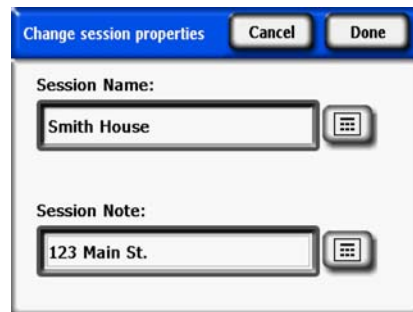 Change session properties Cancel Done
Session Name:
Smith House
Session Note:
123 Main St.